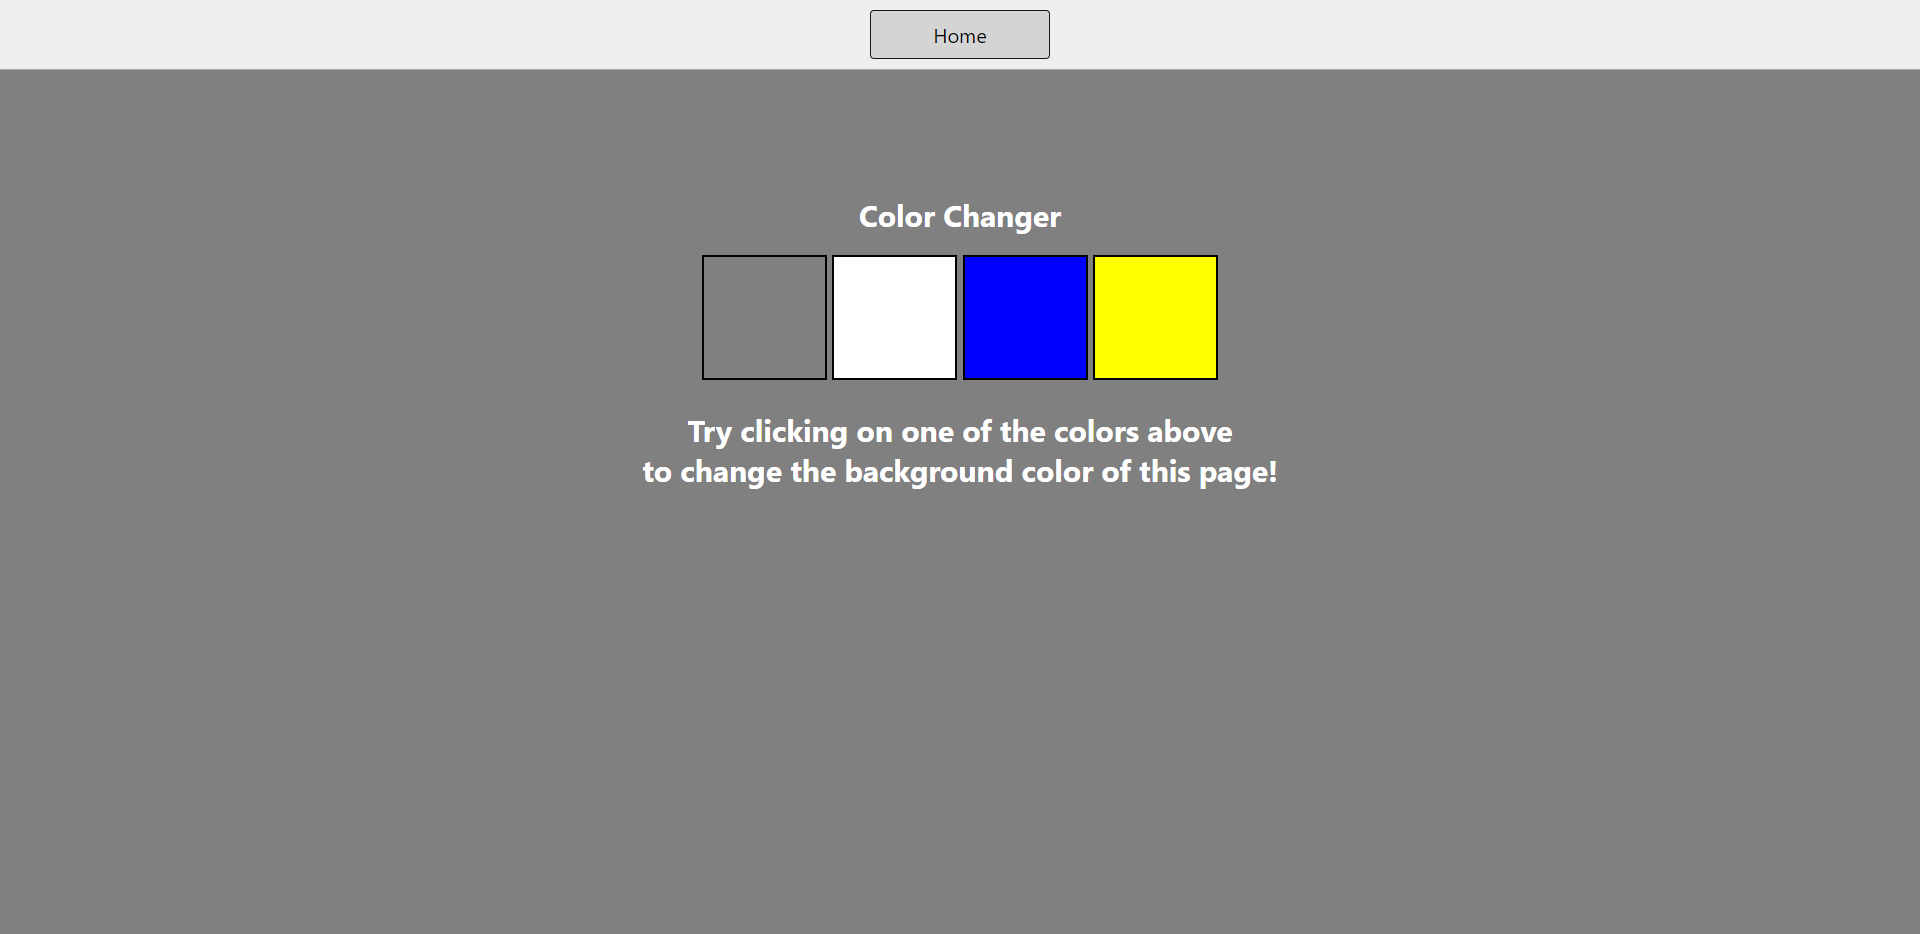 Home
Color Changer
Try clicking on one of the colors above
to change the background color of this page!